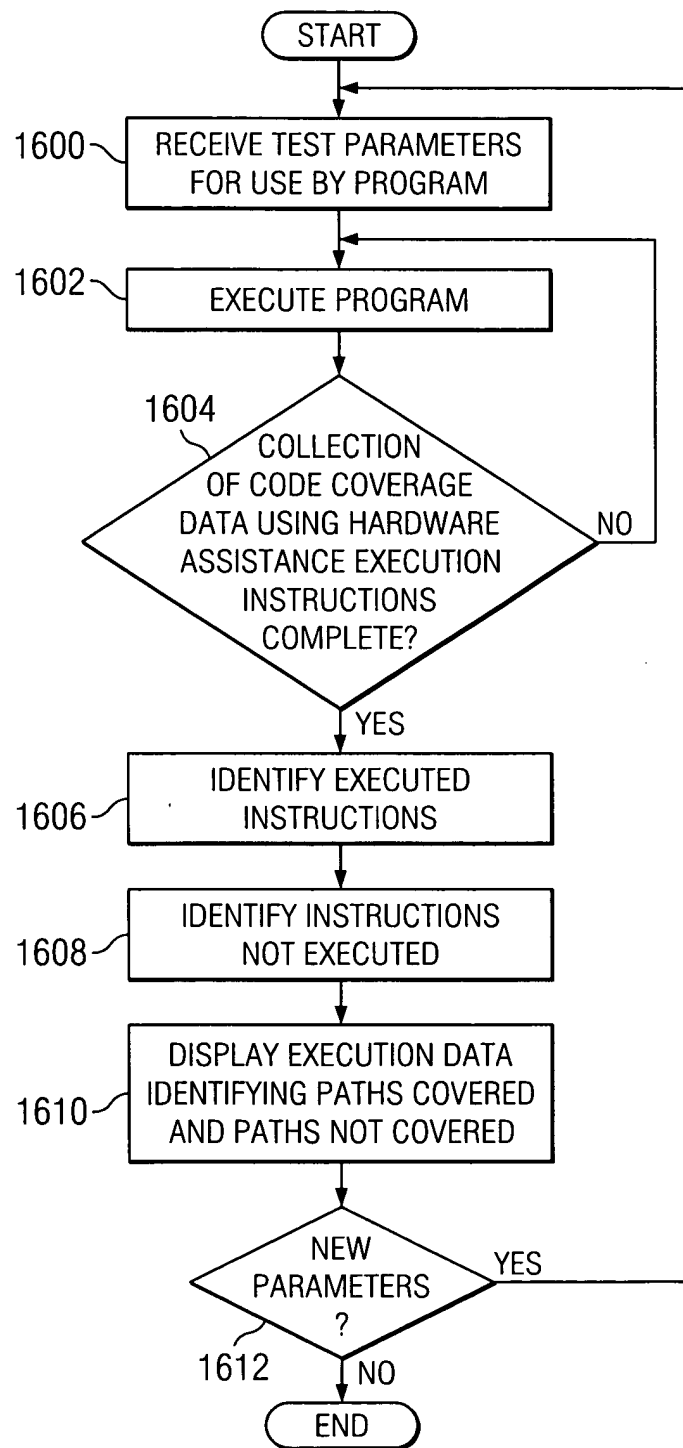 START
1600
RECEIVE TEST PARAMETERS
FOR USE BY PROGRAM
1602
EXECUTE PROGRAM
1604
COLLECTION
OF CODE COVERAGE
DATA USING HARDWARE
ASSISTANCE EXECUTION
INSTRUCTIONS
COMPLETE?
NO
YES
1606
IDENTIFY EXECUTED
INSTRUCTIONS
1608
IDENTIFY INSTRUCTIONS
NOT EXECUTED
1610
DISPLAY EXECUTION DATA
IDENTIFYING PATHS COVERED
AND PATHS NOT COVERED
NEW
PARAMETERS
?
YES
1612
NO
END